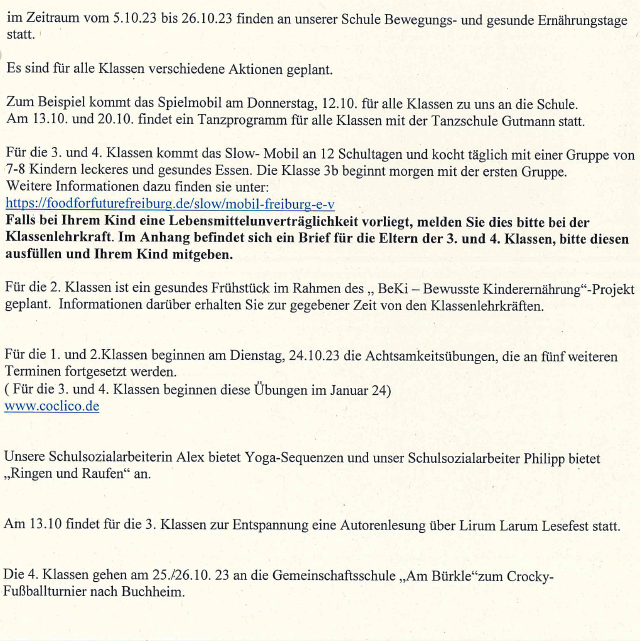 im Zeitraum vom 5.10.23 bis 26.10.23 finden an unserer Schule Bewegungs- und gesunde Ernährungstage
statt.
Es sind für alle Klassen verschiedene Aktionen geplant.
Zum Beispiel kommt das Spielmobil am Donnerstag, 12.10. für alle Klassen zu uns an die Schule.
Am 13.10. und 20.10. findet ein Tanzprogramm für alle Klassen mit der Tanzschule Gutmann statt.
Für die 3. und 4. Klassen kommt das Slow- Mobil an 12 Schultagen und kocht täglich mit einer Gruppe von
7-8 Kindern leckeres und gesundes Essen. Die Klasse 3b beginnt morgen mit der ersten Gruppe.
Weitere Informationen dazu finden sie unter:
https://foodforfuturefreiburg.de/slow/mobil-freiburg-e-v
Falls bei Ihrem Kind eine Lebensmittelunverträglichkeit vorliegt, melden Sie dies bitte bei der
Klassenlehrkraft. Im Anhang befindet sich ein Brief für die Eltern der 3. und 4. Klassen, bitte diesen
ausfüllen und Ihrem Kind mitgeben.
Für die 2. Klassen ist ein gesundes Frühstück im Rahmen des „ BeKi – Bewusste Kinderernährung“-Projekt
geplant. Informationen darüber erhalten Sie zur gegebener Zeit von den Klassenlehrkräften.
Für die 1. und 2.Klassen beginnen am Dienstag, 24.10.23 die Achtsamkeitsübungen, die an fünf weiteren
Terminen fortgesetzt werden.
( Für die 3. und 4. Klassen beginnen diese Übungen im Januar 24)
www.coclico.de
Unsere Schulsozialarbeiterin Alex bietet Yoga-Sequenzen und unser Schulsozialarbeiter Philipp bietet
„Ringen und Raufen“ an.
Am 13.10 findet für die 3. Klassen zur Entspannung eine Autorenlesung über Lirum Larum Lesefest statt.
Die 4. Klassen gehen am 25./26.10. 23 an die Gemeinschaftsschule „Am Bürkle“zum Crocky-
Fußballturnier nach Buchheim.